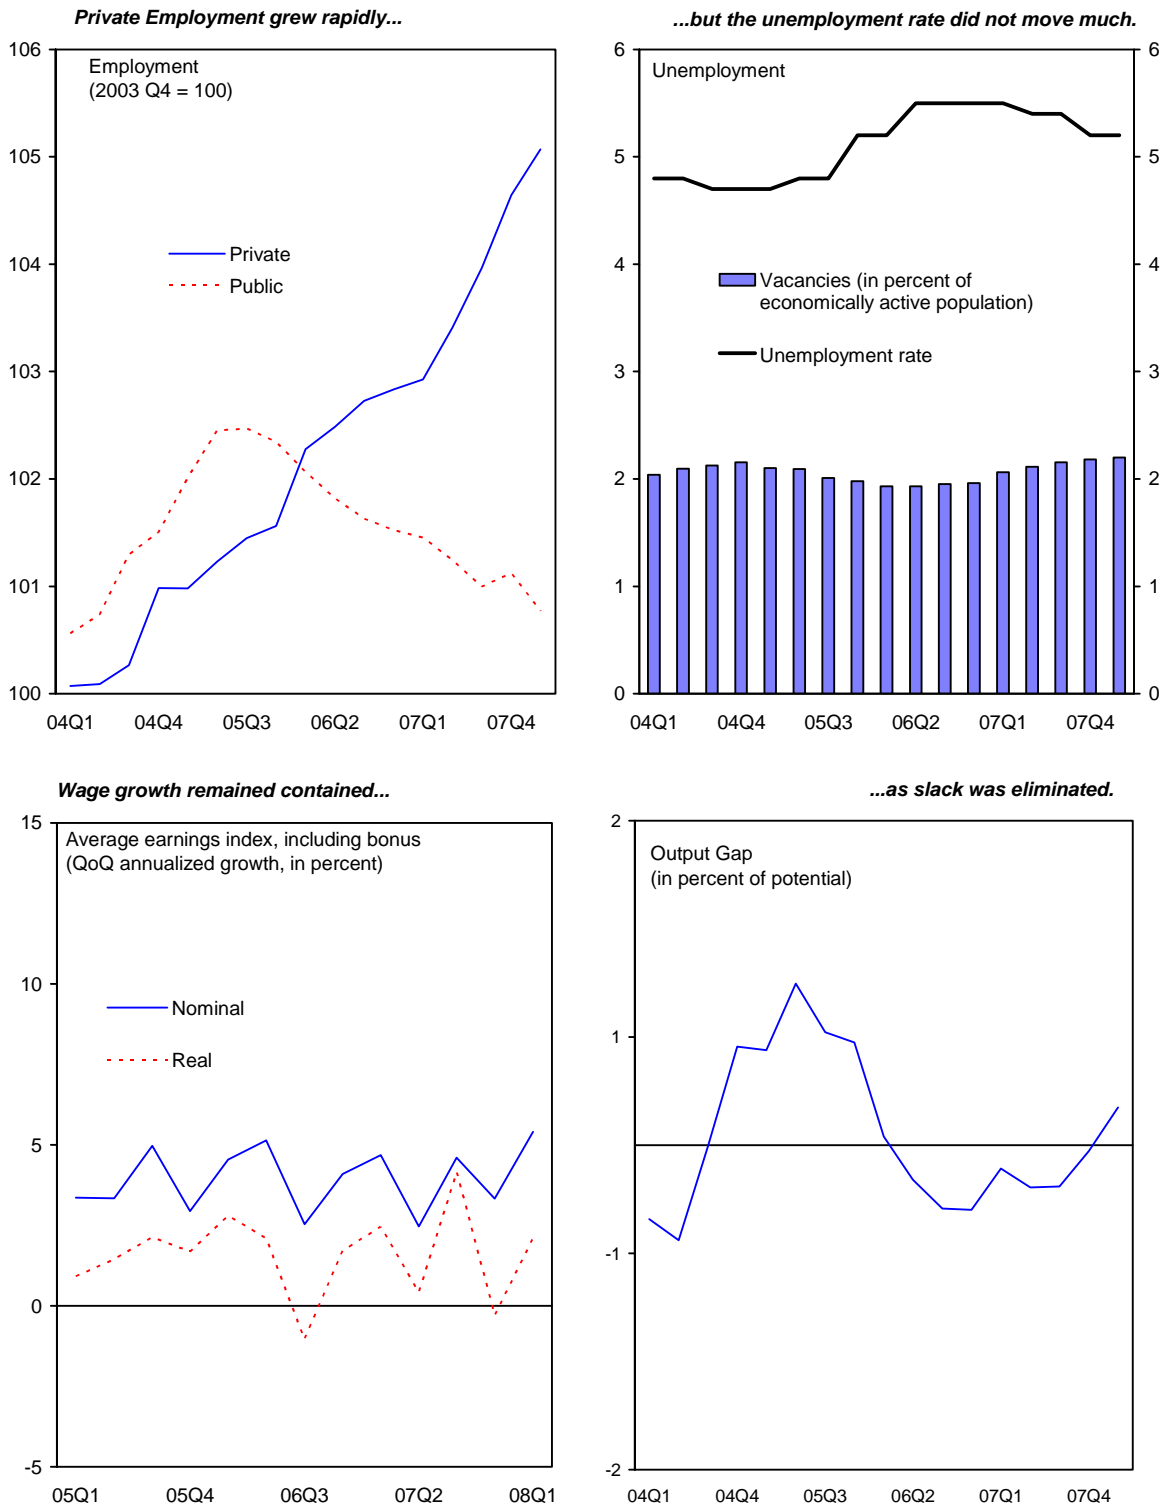 Private Employment grew rapidly...
106
105
104
103
102
101
100
Employment
(2003 Q4 = 100)
Private
Public
04Q1 04Q4 05Q3 06Q2 07Q1 07Q4
...but the unemployment rate did not move much.
6 6
5 5
4 4
3 3
2 2
1 1
0 0
Unemployment
Vacancies (in percent of
economically active population)
Unemployment rate
04Q1 04Q4 05Q3 06Q2 07Q1 07Q4
Wage growth remained contained...
15
10
5
0
-5
Average earnings index, including bonus
(QoQ annualized growth, in percent)
Nominal
Real
05Q1 05Q4 06Q3 07Q2 08Q1
...as slack was eliminated.
2
1
-1
-2
Output Gap
(in percent of potential)
04Q1 04Q4 05Q3 06Q2 07Q1 07Q4